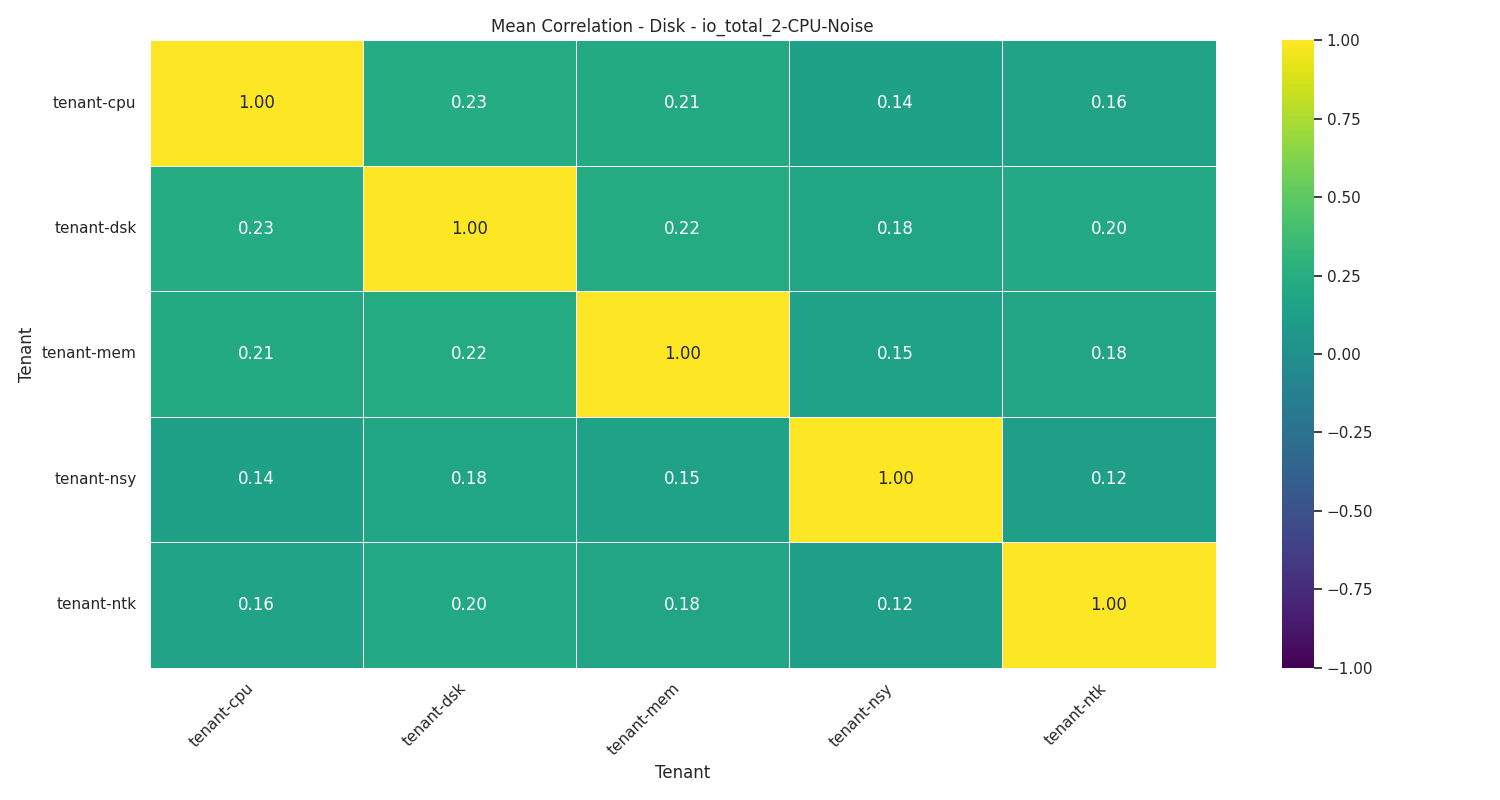 Mean Correlation - Disk - io_total_2-CPU-Noise
Tenant
tenant-cpu 1.00 0.23 0.21 0.14 0.16
tenant-dsk 0.23 1.00 0.22 0.18 0.20
tenant-mem 0.21 0.22 1.00 0.15 0.18
tenant-nsy 0.14 0.18 0.15 1.00 0.12
tenant-ntk 0.16 0.20 0.18 0.12 1.00
tenant-cpu tenant-dsk tenant-mem tenant-nsy tenant-ntk
Tenant
1.00
0.75
0.50
0.25
0.00
−0.25
−0.50
−0.75
−1.00